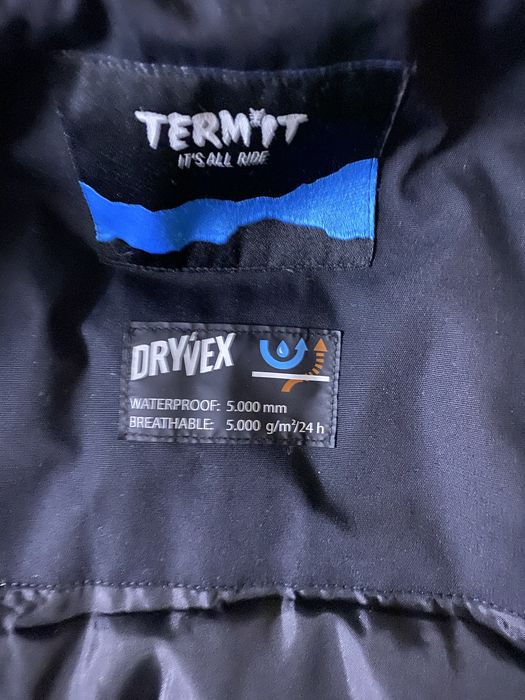 TERMIT
IT'S ALL RIDE
DRYVEX
WATERPROOF: 5.000 mm
BREATHABLE: 5.000 g/m²/24 h